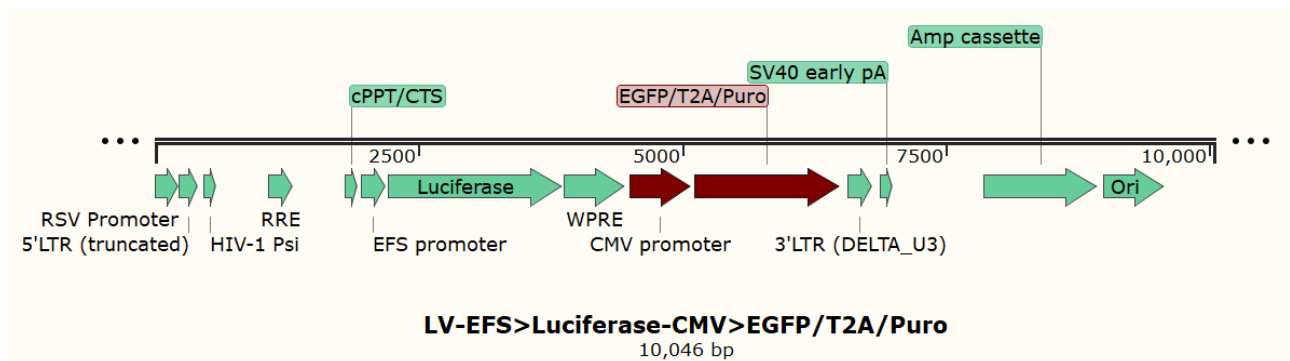 Amp cassette
SV40 early pA
cPPT/CTS
EGFP/T2A/Puro
2500
5000
7500
10,000
Luciferase
Ori
RSV Promoter
RRE
WPRE
5'LTR (truncated)
HIV-1 Psi
EFS promoter
CMV promoter
3'LTR (DELTA_U3)
LV-EFS>Luciferase-CMV>EGFP/T2A/Puro
10,046 bp